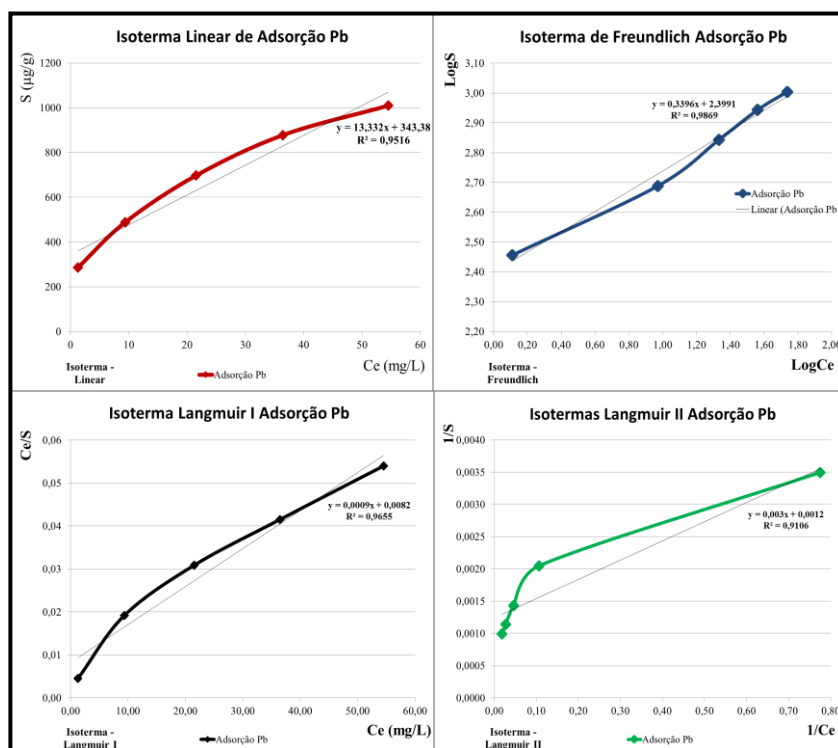 Isoterma Linear de Adsorção Pb
S (µg/g)
1200
1000
800
600
400
200
0
y = 13,332x + 343,38
R² = 0,9516
0 10 20 30 40 50 60
Isoterma -
Linear
Adsorção Pb
Ce (mg/L)
Isoterma de Freundlich Adsorção Pb
LogS
3,10
3,00
2,90
2,80
2,70
2,60
2,50
2,40
2,30
2,20
y = 0,3396x + 2,3991
R² = 0,9869
Adsorção Pb
Linear (Adsorção Pb
0,00 0,20 0,40 0,60 0,80 1,00 1,20 1,40 1,60 1,80 2,00
Isoterma -
Freundlich
LogCe
Isoterma Langmuir I Adsorção Pb
Ce/S
0,06
0,05
0,04
0,03
0,02
0,01
0,00
y = 0,0009x + 0,0082
R² = 0,9655
0,00 10,00 20,00 30,00 40,00 50,00 60,00
Isoterma -
Langmuir I
Adsorção Pb
Ce (mg/L)
Isotermas Langmuir II Adsorção Pb
1/S
0,0040
0,0035
0,0030
0,0025
0,0020
0,0015
0,0010
0,0005
0,0000
y = 0,003x + 0,0012
R² = 0,9106
0,00 0,10 0,20 0,30 0,40 0,50 0,60 0,70 0,80
Isoterma -
Langmuir II
Adsorção Pb
1/Ce